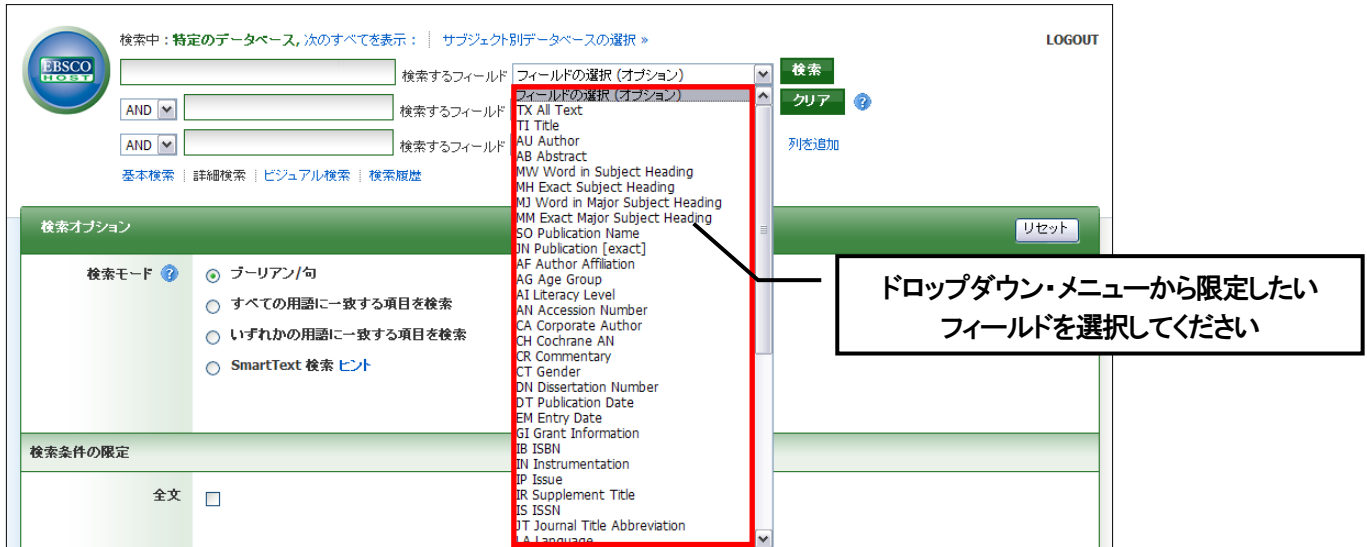 検索中：特定のデータベース, 次のすべてを表示： | サブジェクト別データベースの選択 »
LOGOUT
EBSCO
HOST
検索するフィールド フィールドの選択 (オプション) 検索
AND 検索するフィールド クリア ?
AND 検索するフィールド 列を追加
基本検索 | 詳細検索 | ビジュアル検索 | 検索履歴
フィールドの選択 (オプション)
TX All Text
TI Title
AU Author
AB Abstract
MW Word in Subject Heading
MH Exact Subject Heading
MJ Word in Major Subject Heading
MM Exact Major Subject Heading
SO Publication Name
JN Publication [exact]
AF Author Affiliation
AG Age Group
AI Literacy Level
AN Accession Number
CA Corporate Author
CH Cochrane AN
CR Commentary
CT Gender
DN Dissertation Number
DT Publication Date
EM Entry Date
GI Grant Information
IB ISBN
IN Instrumentation
IP Issue
IR Supplement Title
IS ISSN
JT Journal Title Abbreviation
LA Language
検索オプション
リセット
検索モード ?
ブーリアン/句
すべての用語に一致する項目を検索
いずれかの用語に一致する項目を検索
SmartText 検索 ヒント
ドロップダウン・メニューから限定したい
フィールドを選択してください
検索条件の限定
全文